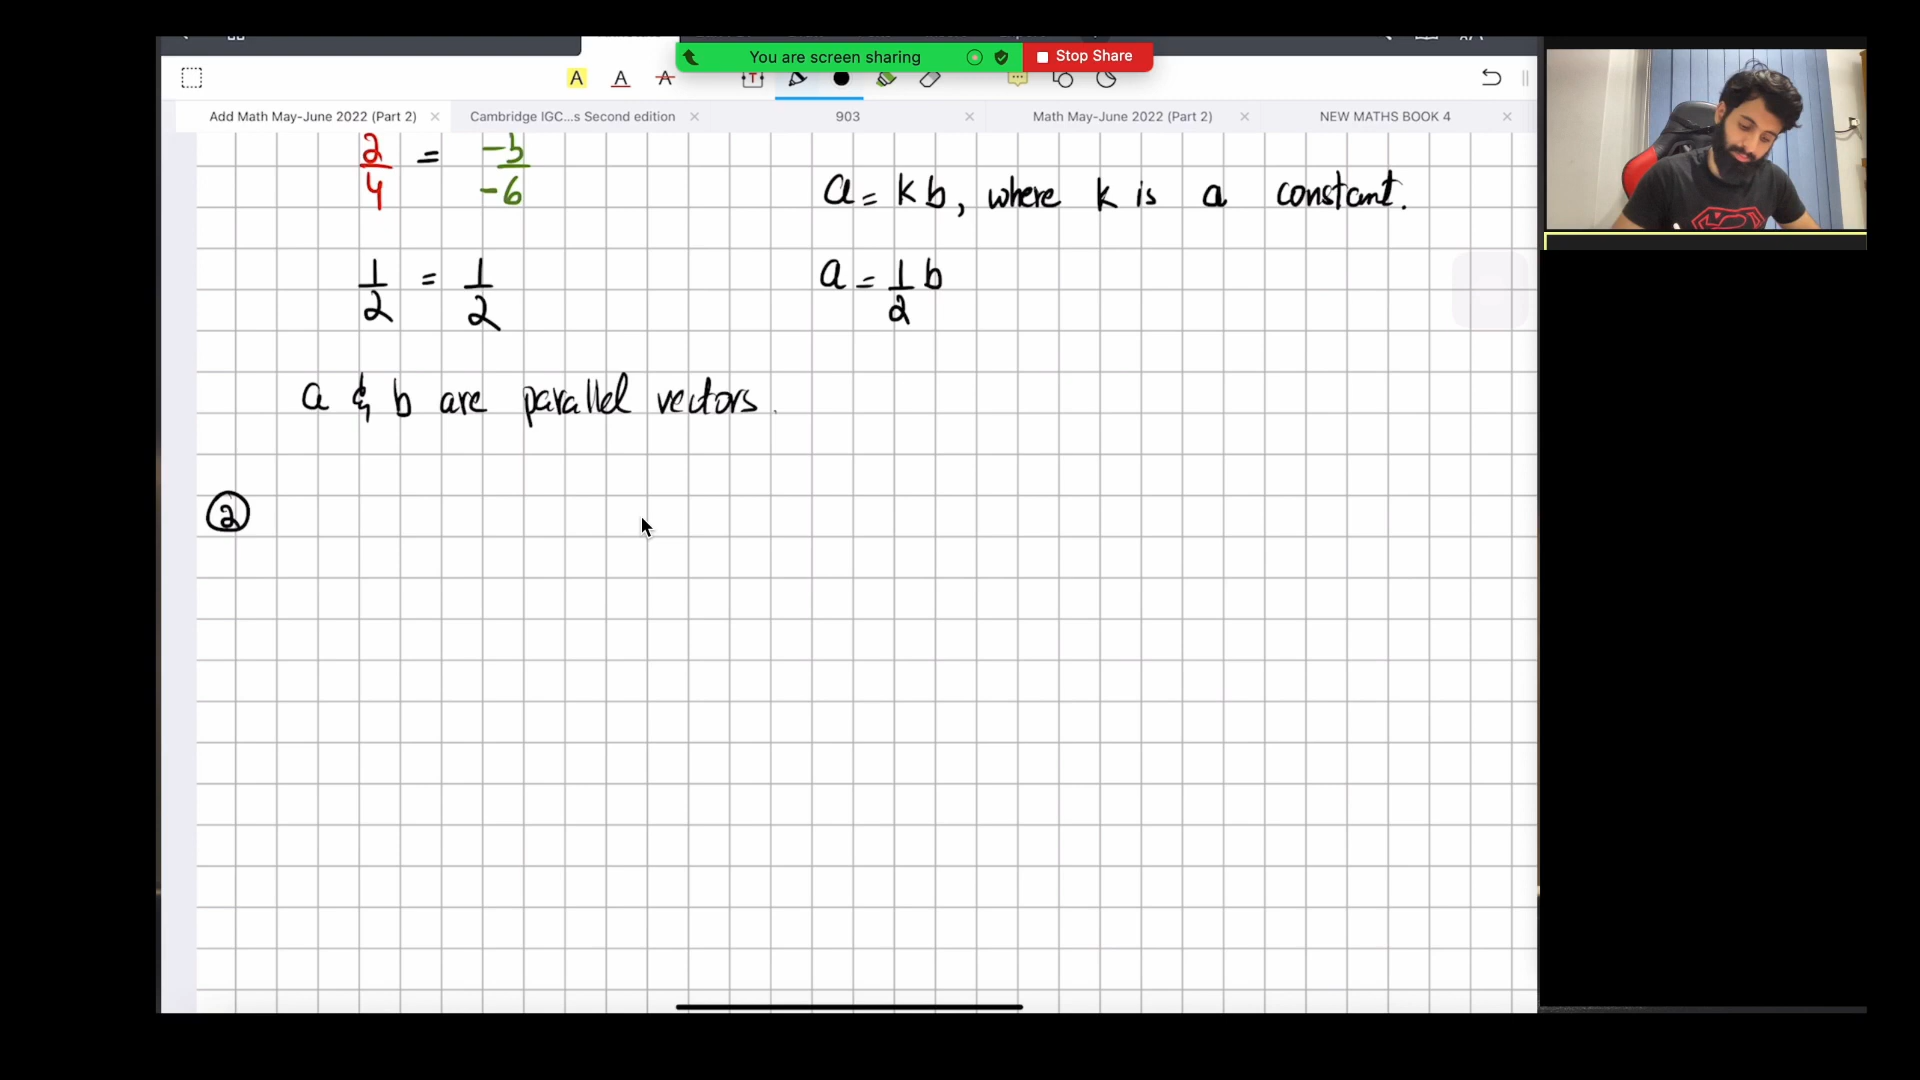 You are screen sharing Stop Share
A A A T
Add Math May-June 2022 (Part 2) Cambridge IGC...s Second edition 903 Math May-June 2022 (Part 2) NEW MATHS BOOK 4
2/4 = -3/-6
a = kb, where k is a constant.
1/2 = 1/2
a = 1/2 b
a & b are parallel vectors.
2